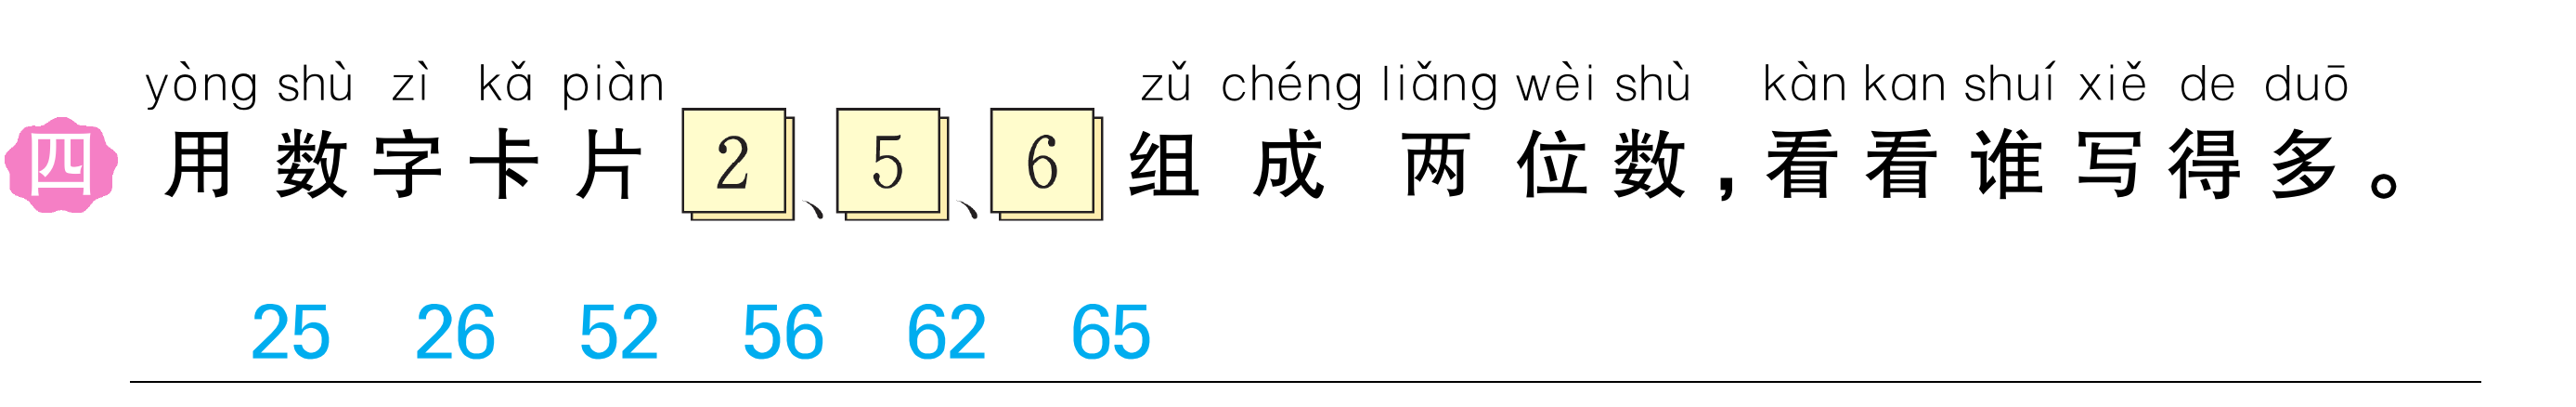 yòng shù zì kǎ piàn zǔ chéng liǎng wèi shù kàn kan shuí xiě de duō
四 用数字卡片 2、5、6 组成两位数,看看谁写得多。
25 26 52 56 62 65